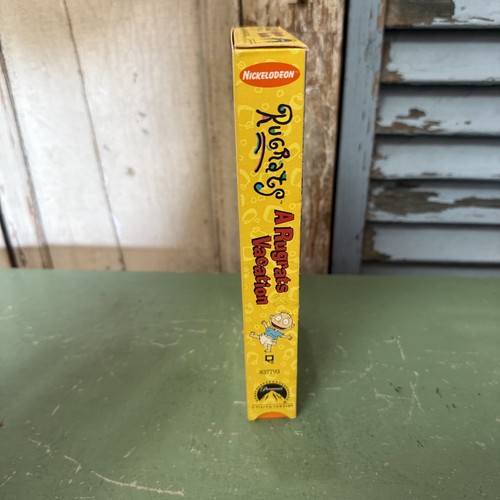 NICKELODEON
RUGRATS
A Rugrats
Vacation